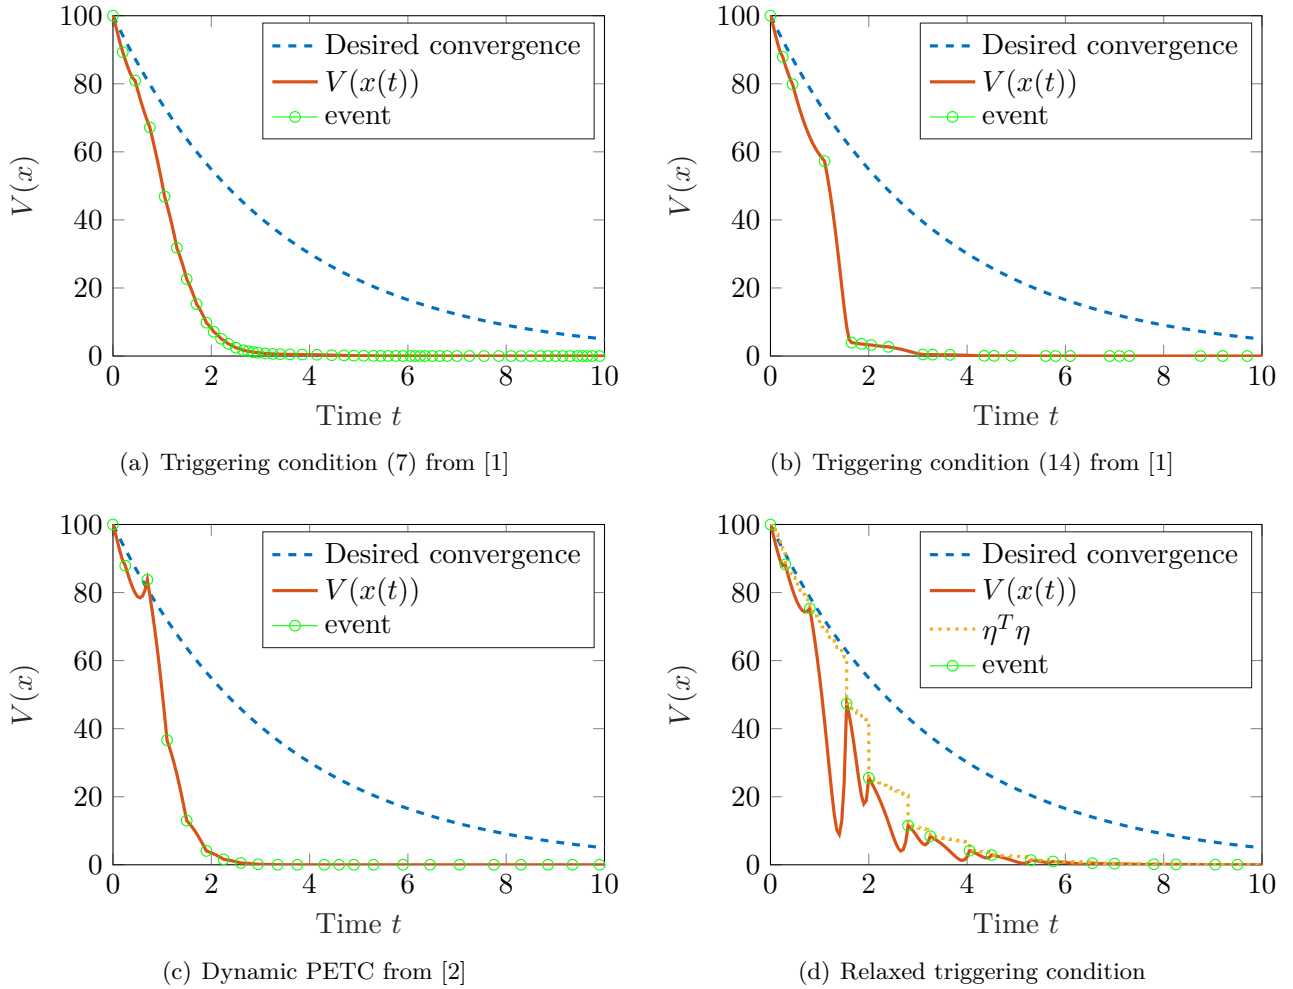 100
80
60
40
20
0
V(x)
Desired convergence
V(x(t))
event
0 2 4 6 8 10
Time t
(a) Triggering condition (7) from [1]
100
80
60
40
20
0
V(x)
Desired convergence
V(x(t))
event
0 2 4 6 8 10
Time t
(b) Triggering condition (14) from [1]
100
80
60
40
20
0
V(x)
Desired convergence
V(x(t))
event
0 2 4 6 8 10
Time t
(c) Dynamic PETC from [2]
100
80
60
40
20
0
V(x)
Desired convergence
V(x(t))
η^T η
event
0 2 4 6 8 10
Time t
(d) Relaxed triggering condition